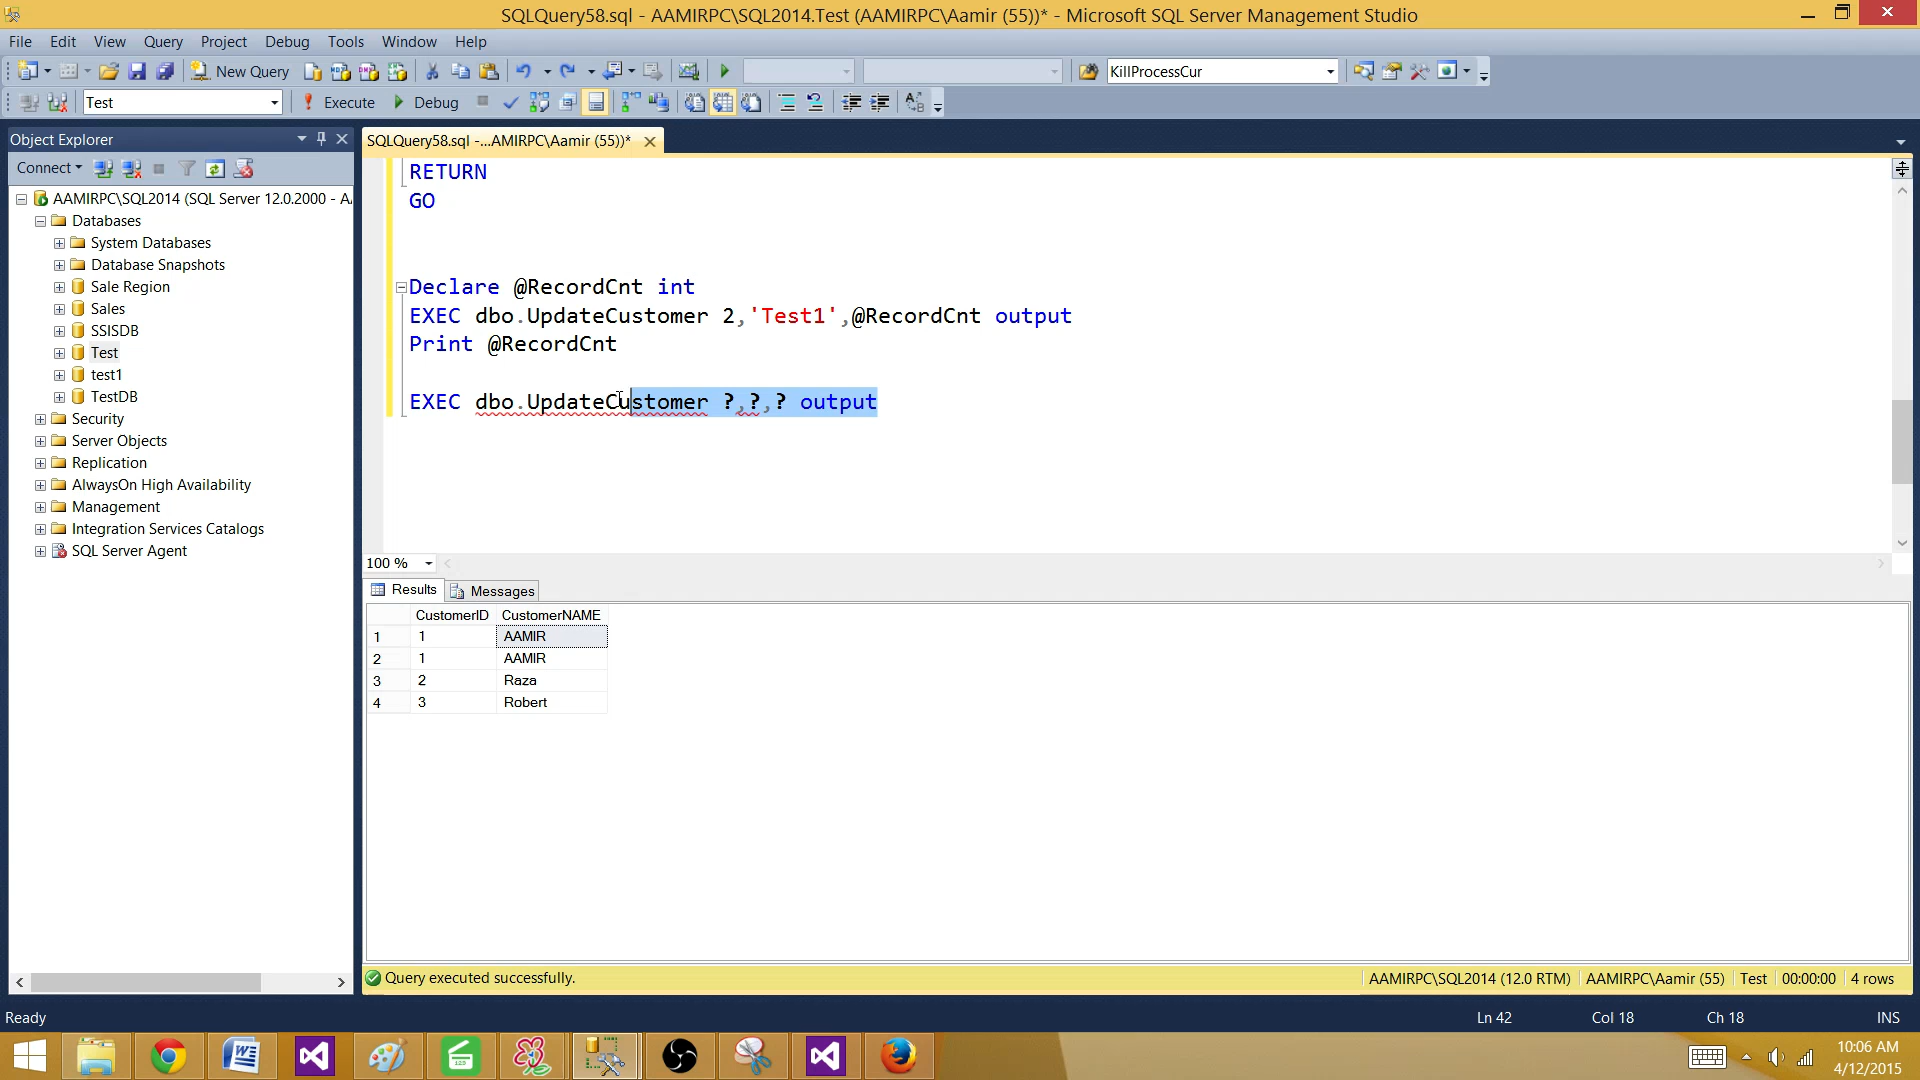 SQLQuery58.sql - AAMIRPC\SQL2014.Test (AAMIRPC\Aamir (55))* - Microsoft SQL Server Management Studio
File Edit View Query Project Debug Tools Window Help
New Query KillProcessCur
Test Execute Debug
Object Explorer
SQLQuery58.sql -...AMIRPC\Aamir (55))*
Connect
AAMIRPC\SQL2014 (SQL Server 12.0.2000 - A
Databases
System Databases
Database Snapshots
Sale Region
Sales
SSISDB
Test
test1
TestDB
Security
Server Objects
Replication
AlwaysOn High Availability
Management
Integration Services Catalogs
SQL Server Agent
RETURN
GO
Declare @RecordCnt int
EXEC dbo.UpdateCustomer 2,'Test1',@RecordCnt output
Print @RecordCnt
EXEC dbo.UpdateCustomer ?,?,? output
100 %
Results Messages
CustomerID CustomerNAME
1 1 AAMIR
2 1 AAMIR
3 2 Raza
4 3 Robert
Query executed successfully. AAMIRPC\SQL2014 (12.0 RTM) AAMIRPC\Aamir (55) Test 00:00:00 4 rows
Ready Ln 42 Col 18 Ch 18 INS
10:06 AM
4/12/2015